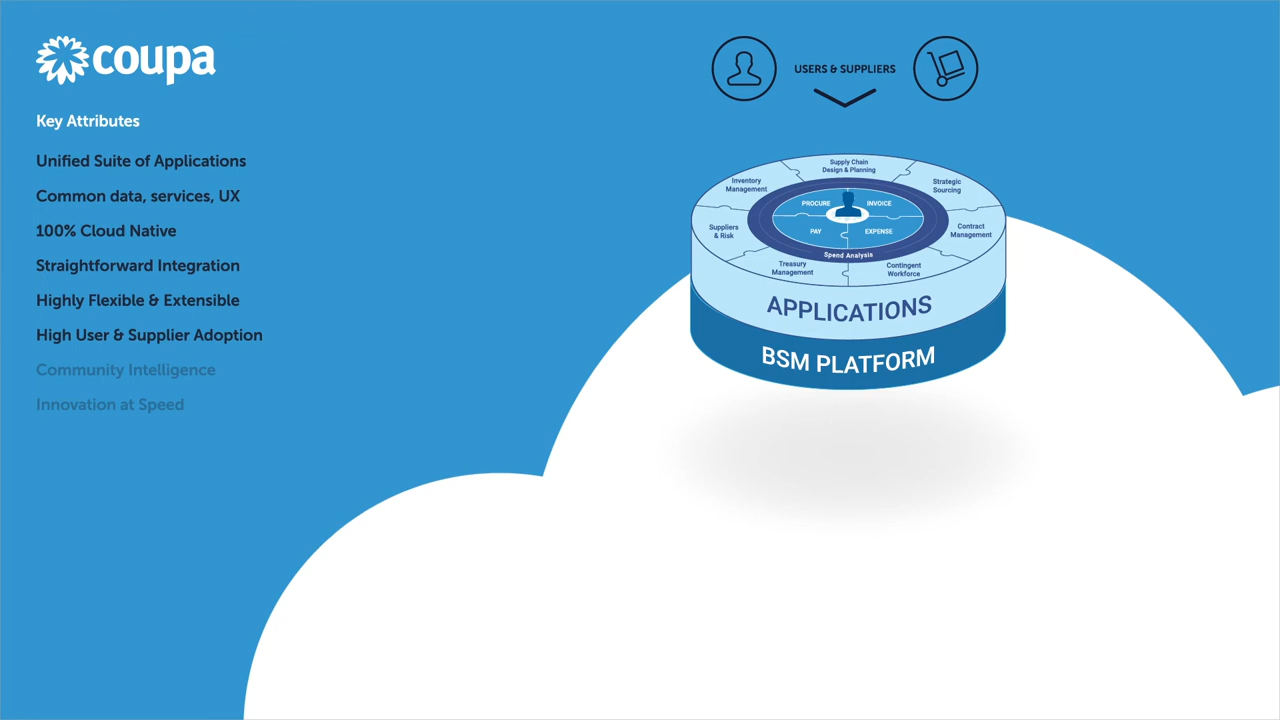 coupa
Key Attributes
Unified Suite of Applications
Common data, services, UX
100% Cloud Native
Straightforward Integration
Highly Flexible & Extensible
High User & Supplier Adoption
Community Intelligence
Innovation at Speed
USERS & SUPPLIERS
Supply Chain
Design & Planning
Inventory
Management
Strategic
Sourcing
PROCURE
INVOICE
Suppliers
& Risk
Contract
Management
PAY
EXPENSE
Spend Analysis
Treasury
Management
Contingent
Workforce
APPLICATIONS
BSM PLATFORM